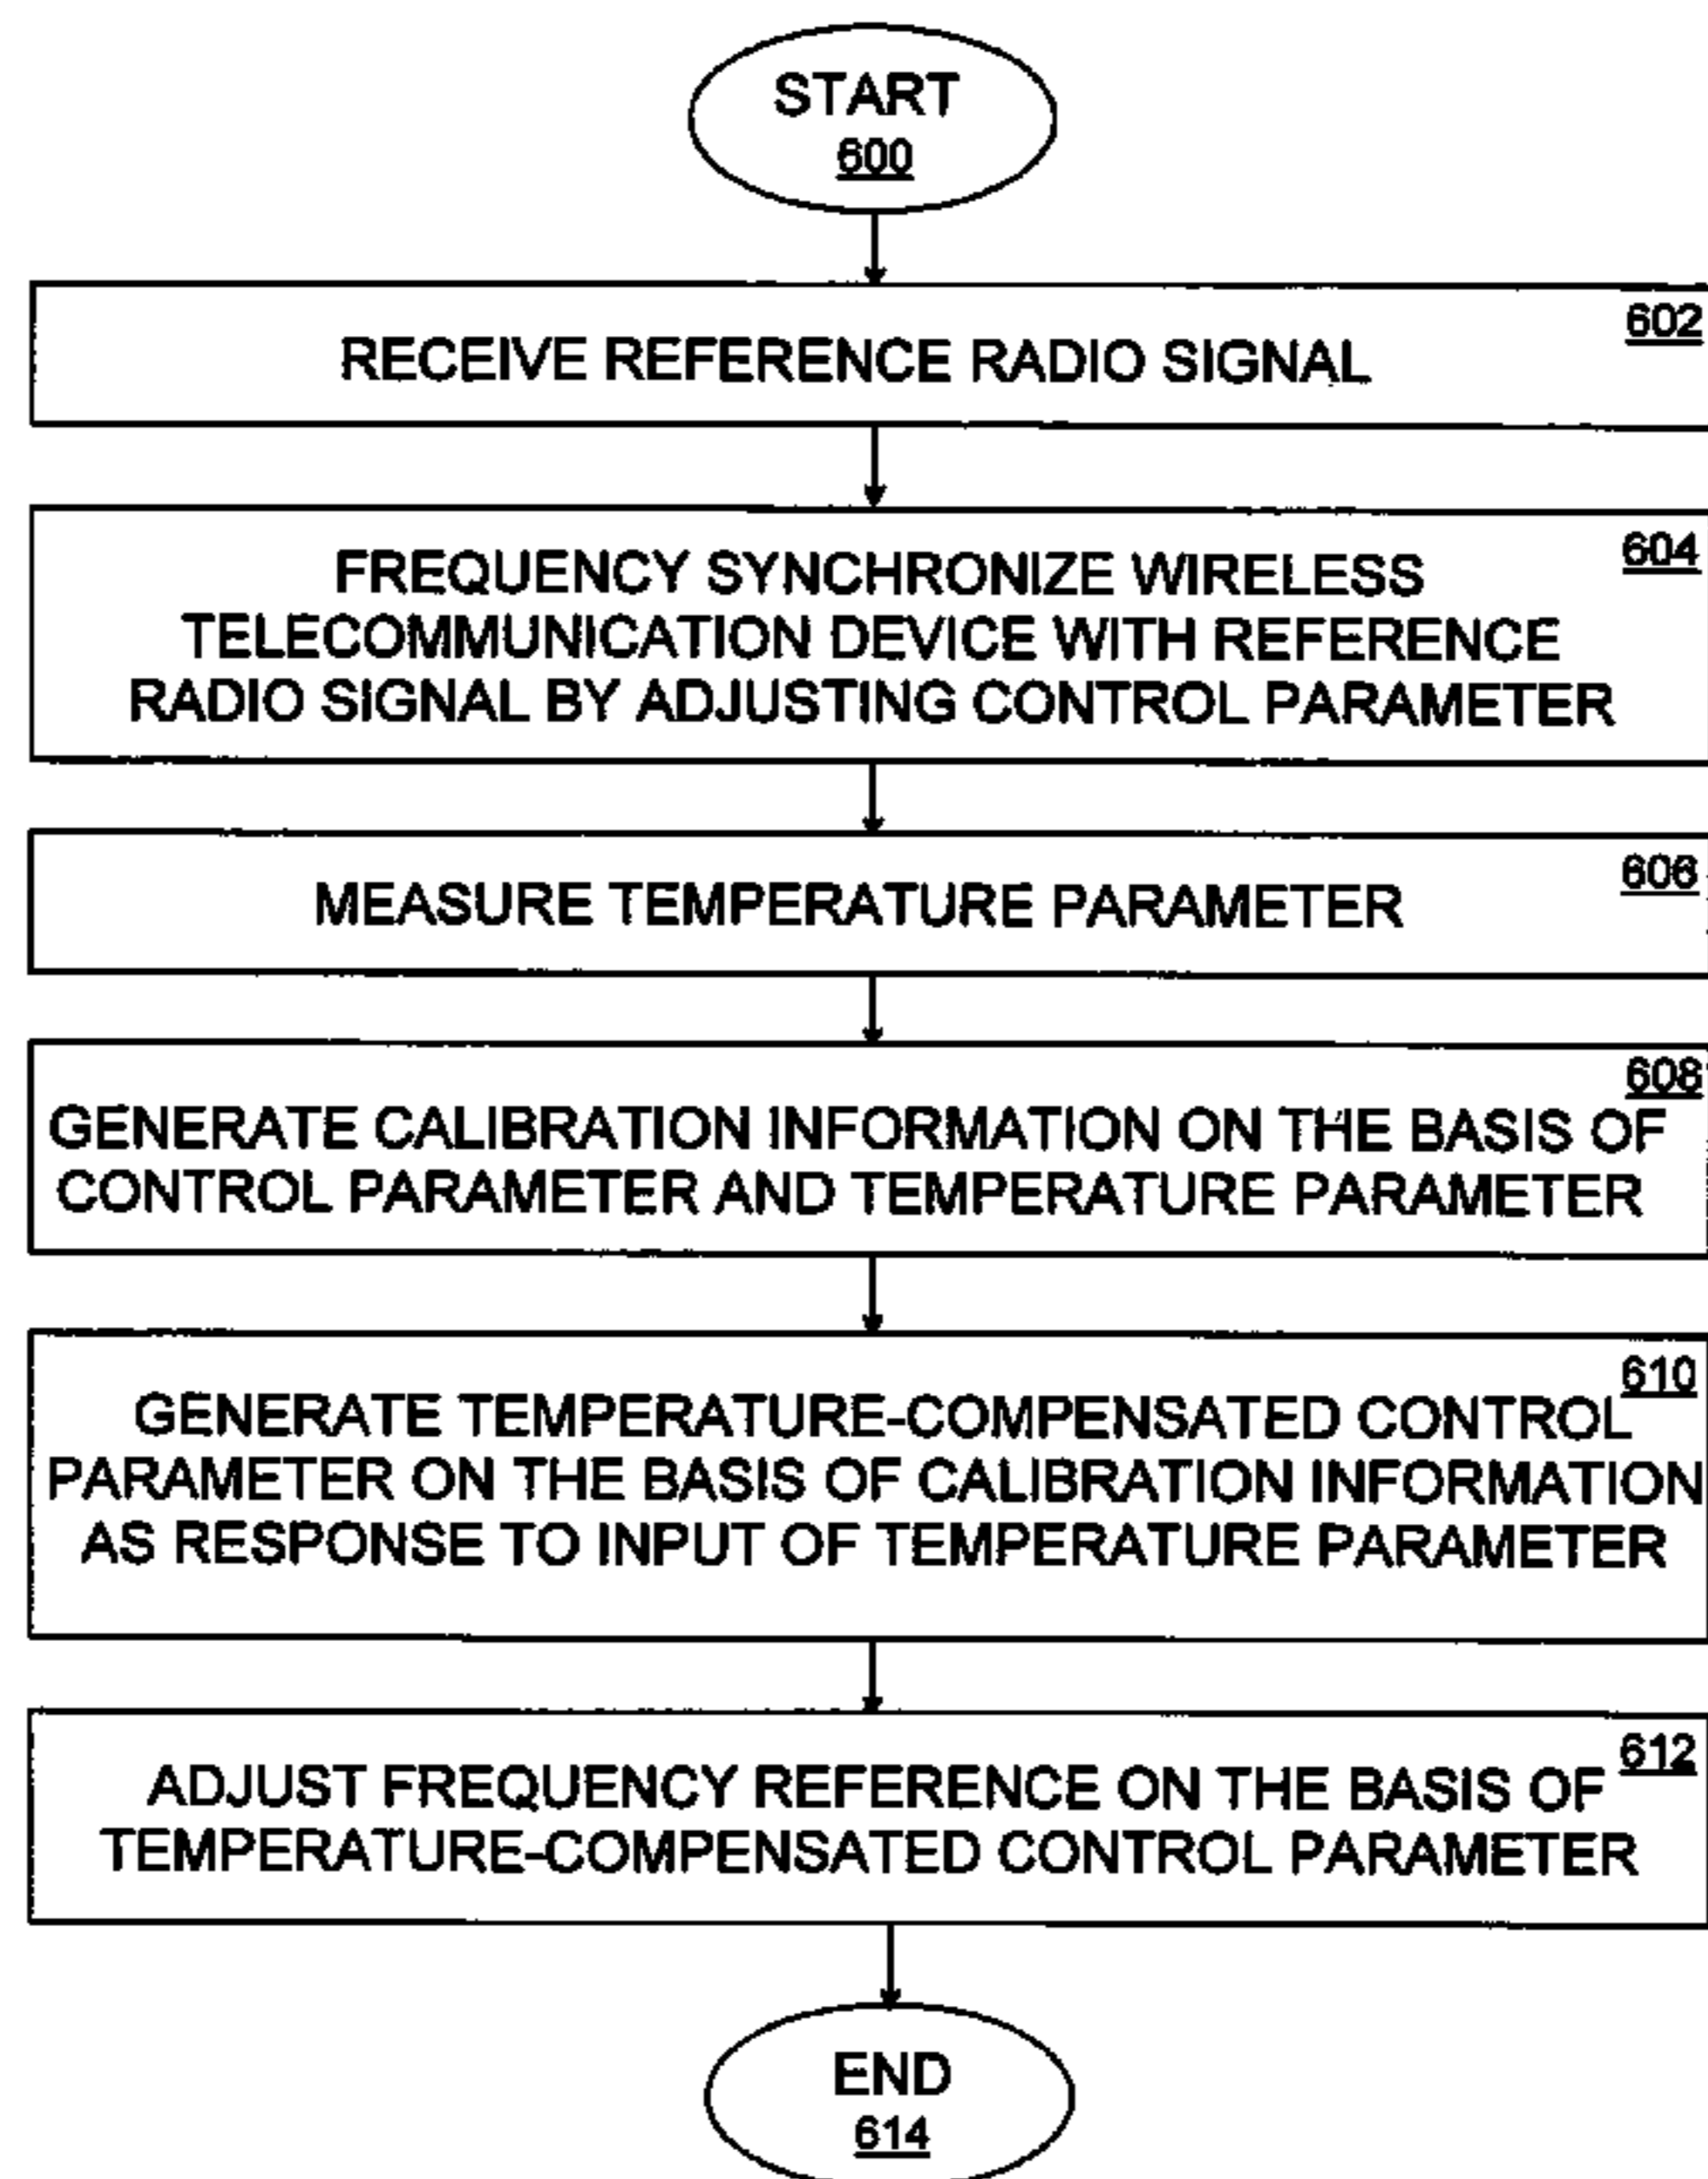 START
600
602
RECEIVE REFERENCE RADIO SIGNAL
604
FREQUENCY SYNCHRONIZE WIRELESS
TELECOMMUNICATION DEVICE WITH REFERENCE
RADIO SIGNAL BY ADJUSTING CONTROL PARAMETER
606
MEASURE TEMPERATURE PARAMETER
608
GENERATE CALIBRATION INFORMATION ON THE BASIS OF
CONTROL PARAMETER AND TEMPERATURE PARAMETER
610
GENERATE TEMPERATURE-COMPENSATED CONTROL
PARAMETER ON THE BASIS OF CALIBRATION INFORMATION
AS RESPONSE TO INPUT OF TEMPERATURE PARAMETER
612
ADJUST FREQUENCY REFERENCE ON THE BASIS OF
TEMPERATURE-COMPENSATED CONTROL PARAMETER
END
614